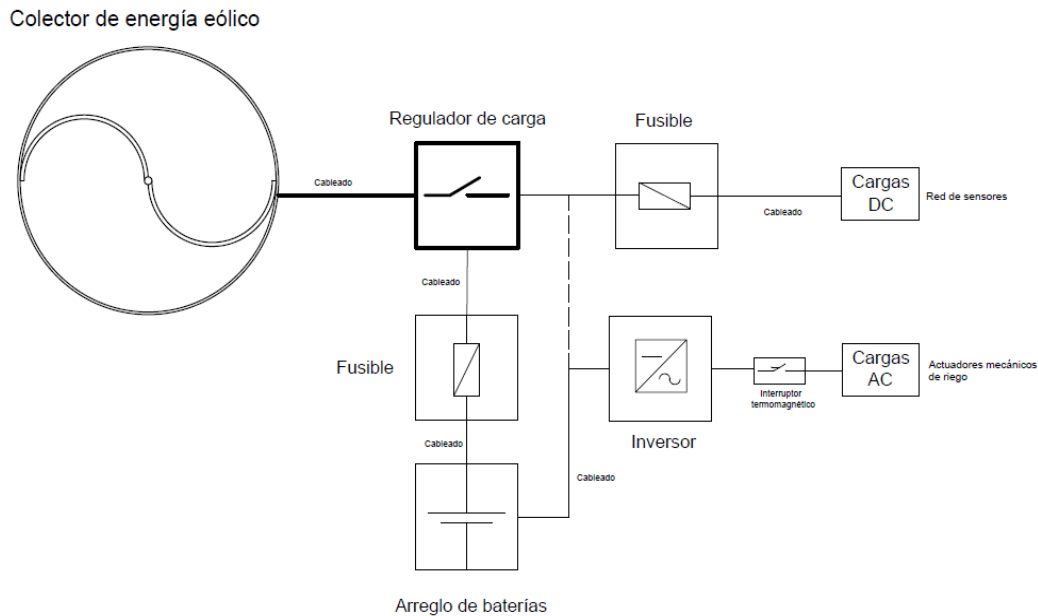 Colector de energía eólico
Regulador de carga
Fusible
Cableado
Cargas
DC
Red de sensores
Cableado
Cableado
Fusible
Cargas
AC
Actuadores mecánicos
de riego
Interruptor
termomagnético
Inversor
Cableado
Cableado
Arreglo de baterías